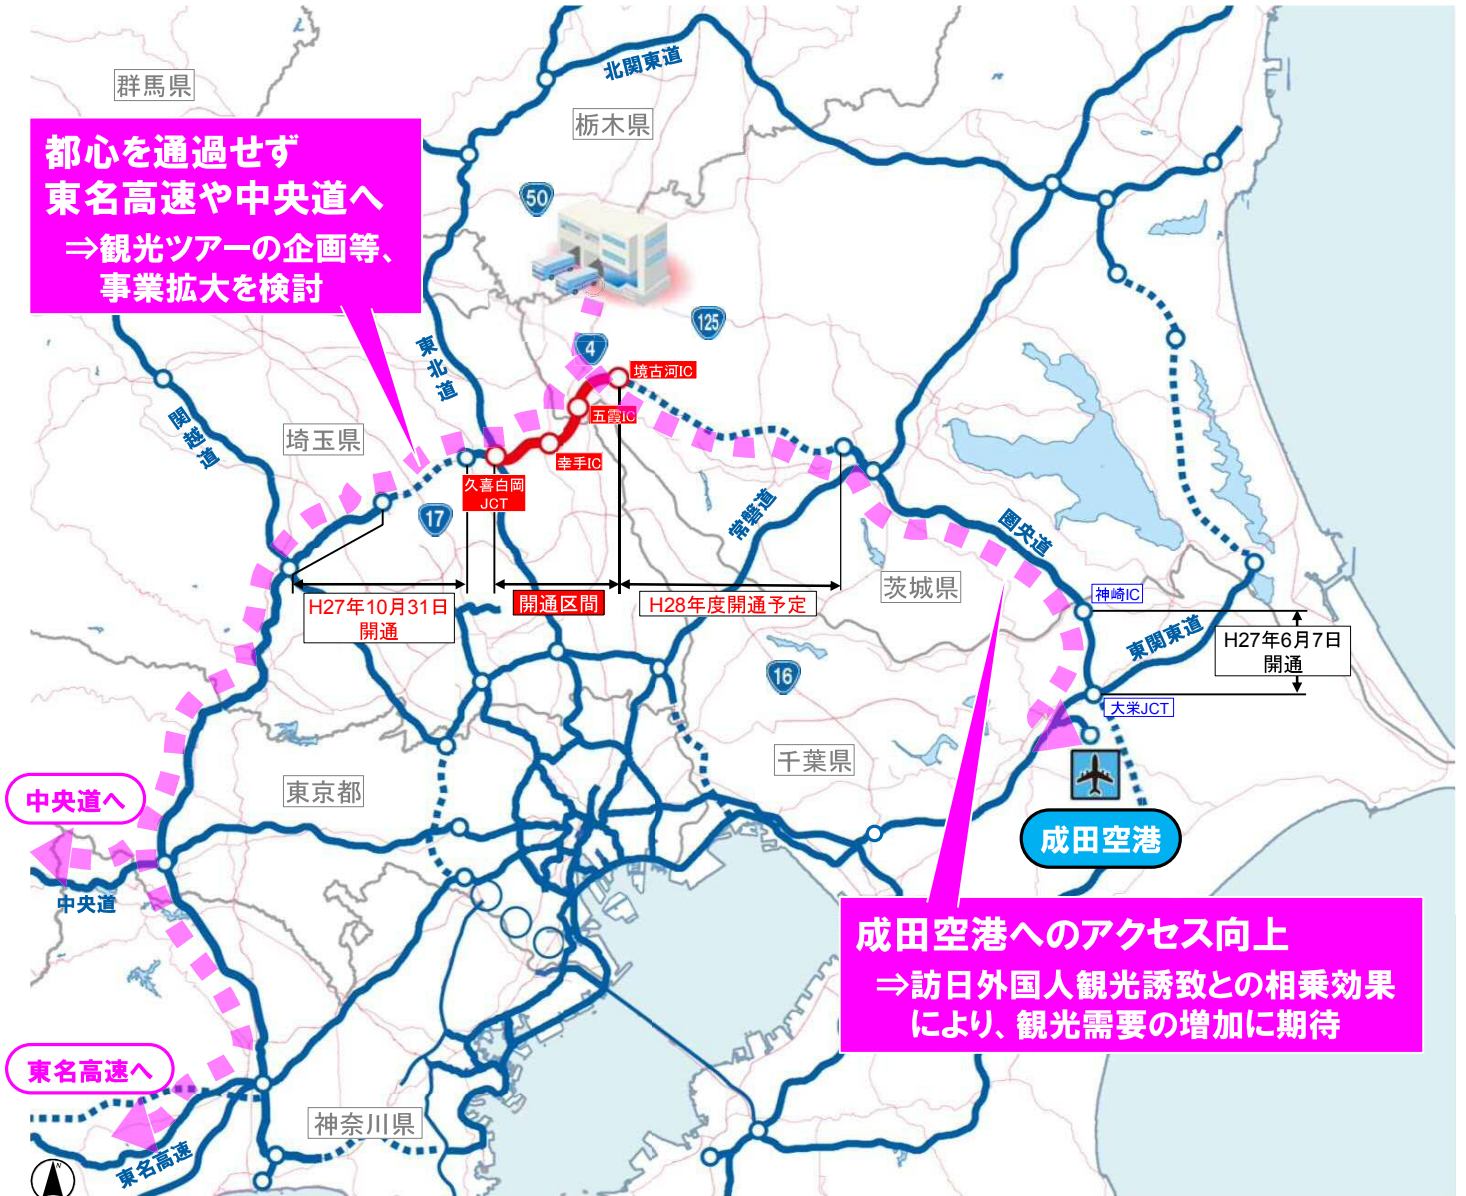 群馬県
北関東道
栃木県
都心を通過せず
東名高速や中央道へ
⇒観光ツアーの企画等、
事業拡大を検討
50
125
4
東北道
境古河IC
五霞IC
幸手IC
久喜白岡
JCT
関越道
埼玉県
17
常磐道
圏央道
茨城県
神崎IC
H27年10月31日
開通
開通区間
H28年度開通予定
東関東道
H27年6月7日
開通
16
大栄JCT
千葉県
東京都
中央道へ
成田空港
中央道
成田空港へのアクセス向上
⇒訪日外国人観光誘致との相乗効果
により、観光需要の増加に期待
東名高速へ
神奈川県
東名高速
N